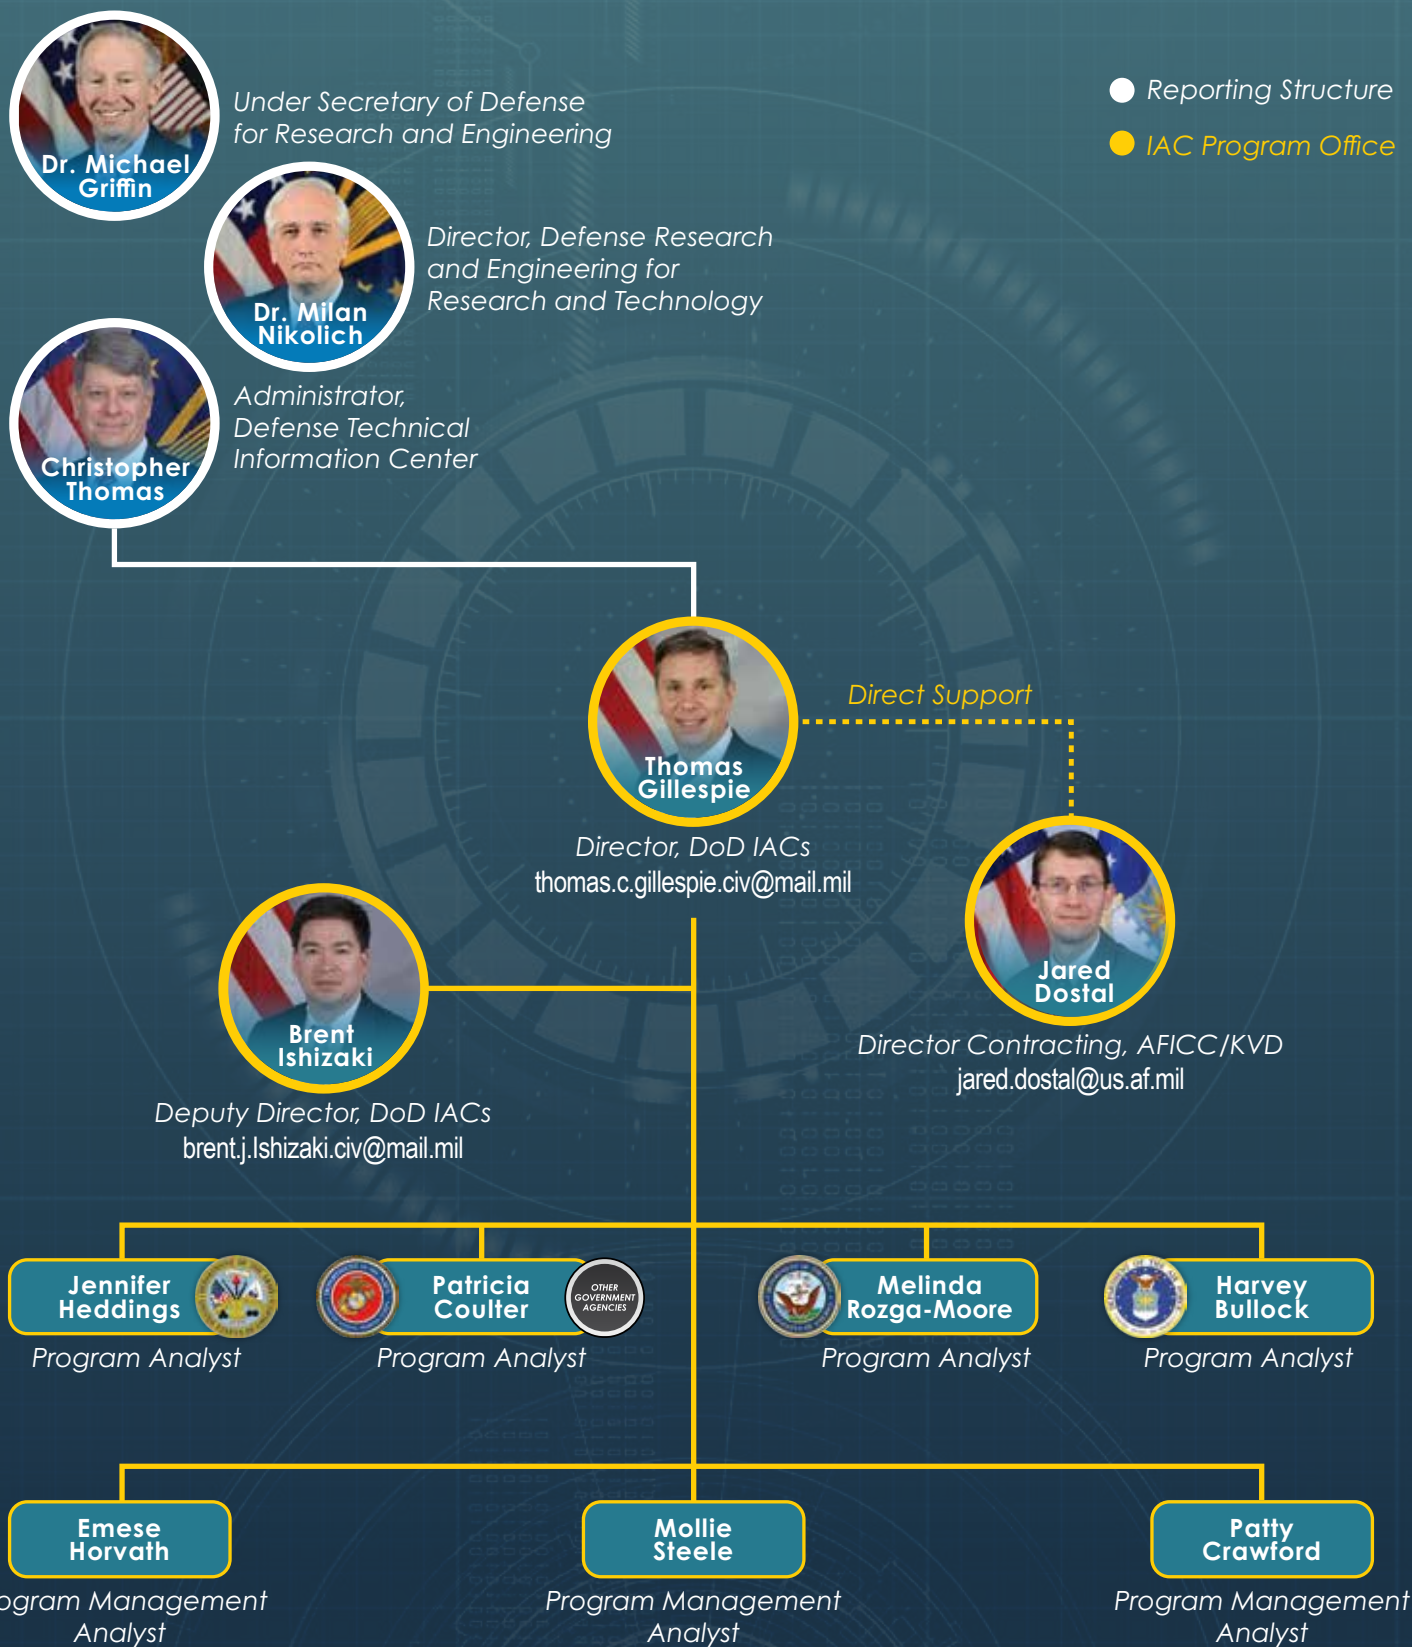 Reporting Structure
IAC Program Office
Under Secretary of Defense
for Research and Engineering
Dr. Michael
Griffin
Director, Defense Research
and Engineering for
Research and Technology
Dr. Milan
Nikolich
Administrator,
Defense Technical
Information Center
Christopher
Thomas
Thomas
Gillespie
Direct Support
Director, DoD IACs
thomas.c.gillespie.civ@mail.mil
Jared
Dostal
Director Contracting, AFICC/KVD
jared.dostal@us.af.mil
Brent
Ishizaki
Deputy Director, DoD IACs
brent.j.Ishizaki.civ@mail.mil
Jennifer
Heddings
Program Analyst
Patricia
Coulter
OTHER
GOVERNMENT
AGENCIES
Program Analyst
Melinda
Rozga-Moore
Program Analyst
Harvey
Bullock
Program Analyst
Emese
Horvath
ogram Management
Analyst
Mollie
Steele
Program Management
Analyst
Patty
Crawford
Program Management
Analyst